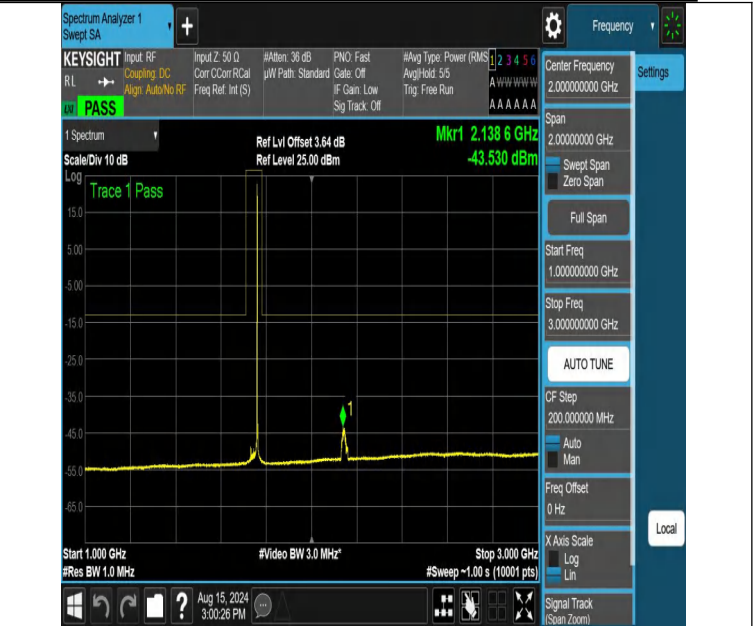 Spectrum Analyzer 1
Swept SA
+
Frequency
KEYSIGHT
RL
PASS
Input: RF
Coupling: DC
Align: Auto/No RF
Input Z: 50 Ω
Corr CCorr RCal
Freq Ref: Int (S)
#Atten: 36 dB
µW Path: Standard
PNO: Fast
Gate: Off
IF Gain: Low
Sig Track: Off
#Avg Type: Power (RMS
Avg|Hold: 5/5
Trig: Free Run
1 2 3 4 5 6
A W W W W W
A A A A A A
Center Frequency
2.000000000 GHz
Settings
1 Spectrum
Scale/Div 10 dB
Ref Lvl Offset 3.64 dB
Ref Level 25.00 dBm
Mkr1 2.138 6 GHz
-43.530 dBm
Span
2.00000000 GHz
Swept Span
Zero Span
Full Span
Start Freq
1.000000000 GHz
Stop Freq
3.000000000 GHz
AUTO TUNE
CF Step
200.000000 MHz
Auto
Man
Freq Offset
0 Hz
X Axis Scale
Log
Lin
Signal Track
(Span Zoom)
Local
Log
Trace 1 Pass
15.0
5.00
-5.00
-15.0
-25.0
-35.0
-45.0
-55.0
-65.0
1
Start 1.000 GHz
#Res BW 1.0 MHz
#Video BW 3.0 MHz*
Stop 3.000 GHz
#Sweep ~1.00 s (10001 pts)
?
Aug 15, 2024
3:00:26 PM